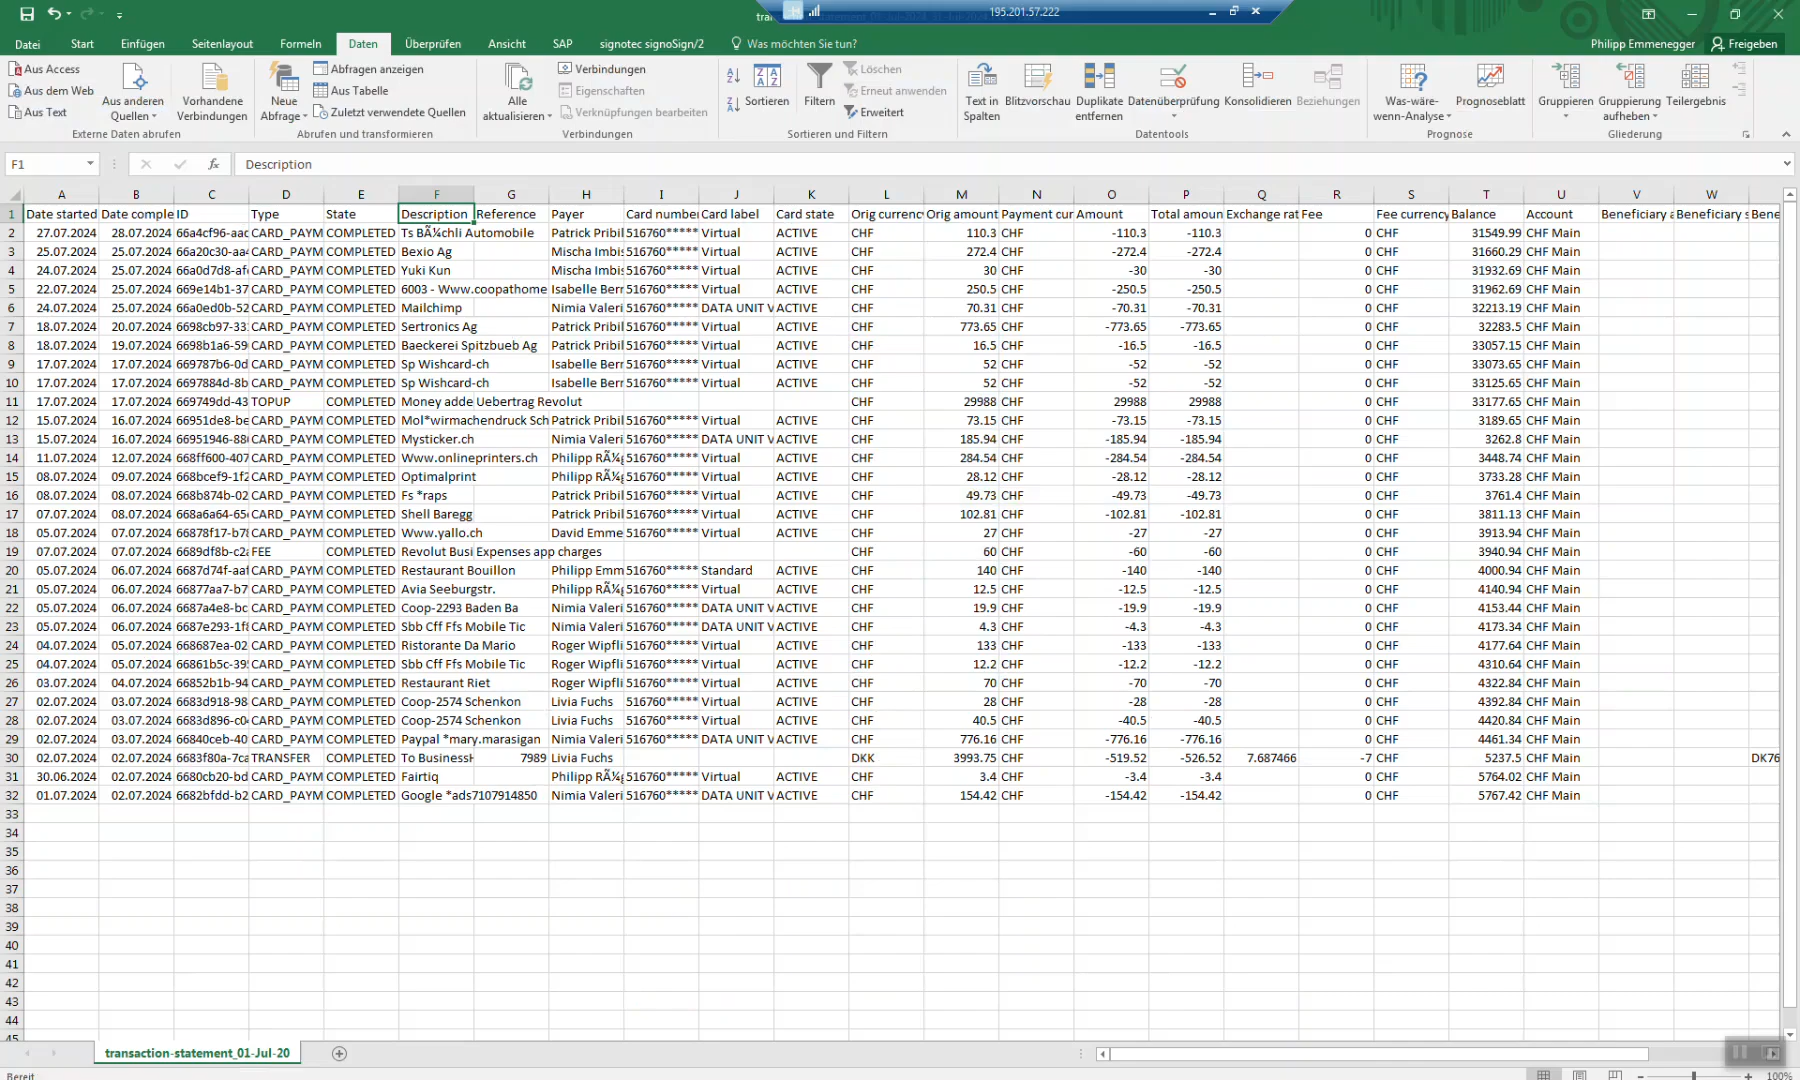 195.201.57.222
Datei Start Einfügen Seitenlayout Formeln Daten Überprüfen Ansicht SAP signotec signoSign/2 Was möchten Sie tun? Philipp Emmenegger Freigeben
Aus Access
Aus dem Web
Aus Text
Aus anderen Quellen
Vorhandene Verbindungen
Externe Daten abrufen
Neue Abfrage
Abfragen anzeigen
Aus Tabelle
Zuletzt verwendete Quellen
Abrufen und transformieren
Alle aktualisieren
Verbindungen
Eigenschaften
Verknüpfungen bearbeiten
Verbindungen
Sortieren
Filtern
Löschen
Erneut anwenden
Erweitert
Sortieren und Filtern
Text in Spalten
Blitzvorschau
Duplikate entfernen
Datenüberprüfung
Konsolidieren
Beziehungen
Datentools
Was-wäre-wenn-Analyse
Prognoseblatt
Prognose
Gruppieren
Gruppierung aufheben
Teilergebnis
Gliederung
F1 fx Description
A B C D E F G H I J K L M N O P Q R S T U V W
1 Date started Date comple ID Type State Description Reference Payer Card number Card label Card state Orig currenc Orig amount Payment cur Amount Total amoun Exchange rat Fee Fee currency Balance Account Beneficiary a Beneficiary s Bene
2 27.07.2024 28.07.2024 66a4cf96-aac CARD_PAYM COMPLETED Ts BÃ¼chli Automobile Patrick Pribil 516760***** Virtual ACTIVE CHF 110.3 CHF -110.3 -110.3 0 CHF 31549.99 CHF Main
3 25.07.2024 25.07.2024 66a20c30-aa CARD_PAYM COMPLETED Bexio Ag Mischa Imbis 516760***** Virtual ACTIVE CHF 272.4 CHF -272.4 -272.4 0 CHF 31660.29 CHF Main
4 24.07.2024 25.07.2024 66a0d7d8-af CARD_PAYM COMPLETED Yuki Kun Mischa Imbis 516760***** Virtual ACTIVE CHF 30 CHF -30 -30 0 CHF 31932.69 CHF Main
5 22.07.2024 25.07.2024 669e14b1-37 CARD_PAYM COMPLETED 6003 - Www.coopathome Isabelle Berr 516760***** Virtual ACTIVE CHF 250.5 CHF -250.5 -250.5 0 CHF 31962.69 CHF Main
6 24.07.2024 25.07.2024 66a0ed0b-52 CARD_PAYM COMPLETED Mailchimp Nimia Valeri 516760***** DATA UNIT V ACTIVE CHF 70.31 CHF -70.31 -70.31 0 CHF 32213.19 CHF Main
7 18.07.2024 20.07.2024 6698cb97-33 CARD_PAYM COMPLETED Sertronics Ag Patrick Pribil 516760***** Virtual ACTIVE CHF 773.65 CHF -773.65 -773.65 0 CHF 32283.5 CHF Main
8 18.07.2024 19.07.2024 6698b1a6-59 CARD_PAYM COMPLETED Baeckerei Spitzbueb Ag Patrick Pribil 516760***** Virtual ACTIVE CHF 16.5 CHF -16.5 -16.5 0 CHF 33057.15 CHF Main
9 17.07.2024 17.07.2024 669787b6-0d CARD_PAYM COMPLETED Sp Wishcard-ch Isabelle Berr 516760***** Virtual ACTIVE CHF 52 CHF -52 -52 0 CHF 33073.65 CHF Main
10 17.07.2024 17.07.2024 6697884d-8b CARD_PAYM COMPLETED Sp Wishcard-ch Isabelle Berr 516760***** Virtual ACTIVE CHF 52 CHF -52 -52 0 CHF 33125.65 CHF Main
11 17.07.2024 17.07.2024 669749dd-43 TOPUP COMPLETED Money adde Uebertrag Revolut CHF 29988 CHF 29988 29988 0 CHF 33177.65 CHF Main
12 15.07.2024 16.07.2024 66951de8-be CARD_PAYM COMPLETED Mol*wirmachendruck Sch Patrick Pribil 516760***** Virtual ACTIVE CHF 73.15 CHF -73.15 -73.15 0 CHF 3189.65 CHF Main
13 15.07.2024 16.07.2024 66951946-88 CARD_PAYM COMPLETED Mysticker.ch Nimia Valeri 516760***** DATA UNIT V ACTIVE CHF 185.94 CHF -185.94 -185.94 0 CHF 3262.8 CHF Main
14 11.07.2024 12.07.2024 668ff600-407 CARD_PAYM COMPLETED Www.onlineprinters.ch Philipp RÃ¼g 516760***** Virtual ACTIVE CHF 284.54 CHF -284.54 -284.54 0 CHF 3448.74 CHF Main
15 08.07.2024 09.07.2024 668bcef9-1f2 CARD_PAYM COMPLETED Optimalprint Philipp RÃ¼g 516760***** Virtual ACTIVE CHF 28.12 CHF -28.12 -28.12 0 CHF 3733.28 CHF Main
16 08.07.2024 08.07.2024 668b874b-02 CARD_PAYM COMPLETED Fs *raps Patrick Pribil 516760***** Virtual ACTIVE CHF 49.73 CHF -49.73 -49.73 0 CHF 3761.4 CHF Main
17 07.07.2024 08.07.2024 668a6a64-65 CARD_PAYM COMPLETED Shell Baregg Patrick Pribil 516760***** Virtual ACTIVE CHF 102.81 CHF -102.81 -102.81 0 CHF 3811.13 CHF Main
18 05.07.2024 07.07.2024 66878f17-b78 CARD_PAYM COMPLETED Www.yallo.ch David Emme 516760***** Virtual ACTIVE CHF 27 CHF -27 -27 0 CHF 3913.94 CHF Main
19 07.07.2024 07.07.2024 6689df8b-c2a FEE COMPLETED Revolut Busi Expenses app charges CHF 60 CHF -60 -60 0 CHF 3940.94 CHF Main
20 05.07.2024 06.07.2024 6687d74f-aaf CARD_PAYM COMPLETED Restaurant Bouillon Philipp Emm 516760***** Standard ACTIVE CHF 140 CHF -140 -140 0 CHF 4000.94 CHF Main
21 05.07.2024 06.07.2024 66877aa7-b7 CARD_PAYM COMPLETED Avia Seeburgstr. Philipp RÃ¼g 516760***** Virtual ACTIVE CHF 12.5 CHF -12.5 -12.5 0 CHF 4140.94 CHF Main
22 05.07.2024 06.07.2024 6687a4e8-bc CARD_PAYM COMPLETED Coop-2293 Baden Ba Nimia Valeri 516760***** DATA UNIT V ACTIVE CHF 19.9 CHF -19.9 -19.9 0 CHF 4153.44 CHF Main
23 05.07.2024 06.07.2024 6687e293-1f8 CARD_PAYM COMPLETED Sbb Cff Ffs Mobile Tic Nimia Valeri 516760***** DATA UNIT V ACTIVE CHF 4.3 CHF -4.3 -4.3 0 CHF 4173.34 CHF Main
24 04.07.2024 05.07.2024 668687ea-02 CARD_PAYM COMPLETED Ristorante Da Mario Roger Wipfli 516760***** Virtual ACTIVE CHF 133 CHF -133 -133 0 CHF 4177.64 CHF Main
25 04.07.2024 05.07.2024 66861b5c-39 CARD_PAYM COMPLETED Sbb Cff Ffs Mobile Tic Roger Wipfli 516760***** Virtual ACTIVE CHF 12.2 CHF -12.2 -12.2 0 CHF 4310.64 CHF Main
26 03.07.2024 04.07.2024 66852b1b-94 CARD_PAYM COMPLETED Restaurant Riet Roger Wipfli 516760***** Virtual ACTIVE CHF 70 CHF -70 -70 0 CHF 4322.84 CHF Main
27 02.07.2024 03.07.2024 6683d918-98 CARD_PAYM COMPLETED Coop-2574 Schenkon Livia Fuchs 516760***** Virtual ACTIVE CHF 28 CHF -28 -28 0 CHF 4392.84 CHF Main
28 02.07.2024 03.07.2024 6683d896-c0 CARD_PAYM COMPLETED Coop-2574 Schenkon Livia Fuchs 516760***** Virtual ACTIVE CHF 40.5 CHF -40.5 -40.5 0 CHF 4420.84 CHF Main
29 02.07.2024 03.07.2024 66840ceb-40 CARD_PAYM COMPLETED Paypal *mary.marasigan Nimia Valeri 516760***** DATA UNIT V ACTIVE CHF 776.16 CHF -776.16 -776.16 0 CHF 4461.34 CHF Main
30 02.07.2024 02.07.2024 6683f80a-7ca TRANSFER COMPLETED To BusinessH 7989 Livia Fuchs DKK 3993.75 CHF -519.52 -526.52 7.687466 -7 CHF 5237.5 CHF Main DK76
31 30.06.2024 02.07.2024 6680cb20-bd CARD_PAYM COMPLETED Fairtiq Philipp RÃ¼g 516760***** Virtual ACTIVE CHF 3.4 CHF -3.4 -3.4 0 CHF 5764.02 CHF Main
32 01.07.2024 02.07.2024 6682bfdd-b2 CARD_PAYM COMPLETED Google *ads7107914850 Nimia Valeri 516760***** DATA UNIT V ACTIVE CHF 154.42 CHF -154.42 -154.42 0 CHF 5767.42 CHF Main
33
34
35
36
37
38
39
40
41
42
43
44
45
transaction-statement_01-Jul-20
Bereit 100%